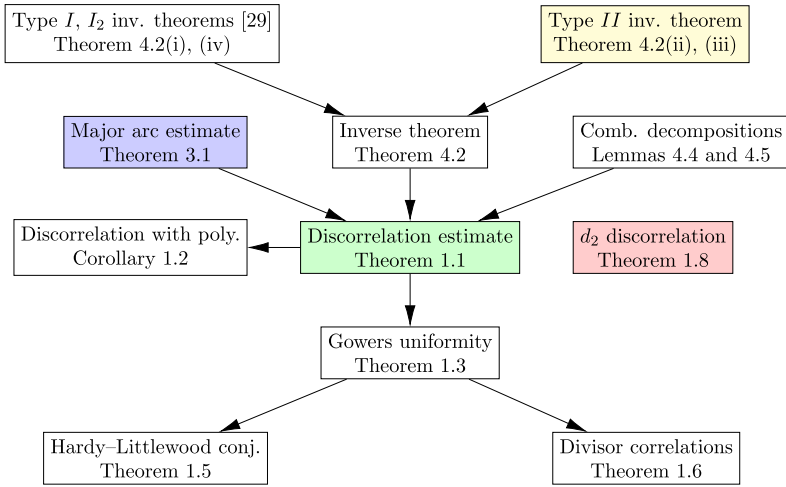 Type I, I₂ inv. theorems [29]
Theorem 4.2(i), (iv)
Type II inv. theorem
Theorem 4.2(ii), (iii)
Major arc estimate
Theorem 3.1
Inverse theorem
Theorem 4.2
Comb. decompositions
Lemmas 4.4 and 4.5
Discorrelation with poly.
Corollary 1.2
Discorrelation estimate
Theorem 1.1
d₂ discorrelation
Theorem 1.8
Gowers uniformity
Theorem 1.3
Hardy–Littlewood conj.
Theorem 1.5
Divisor correlations
Theorem 1.6